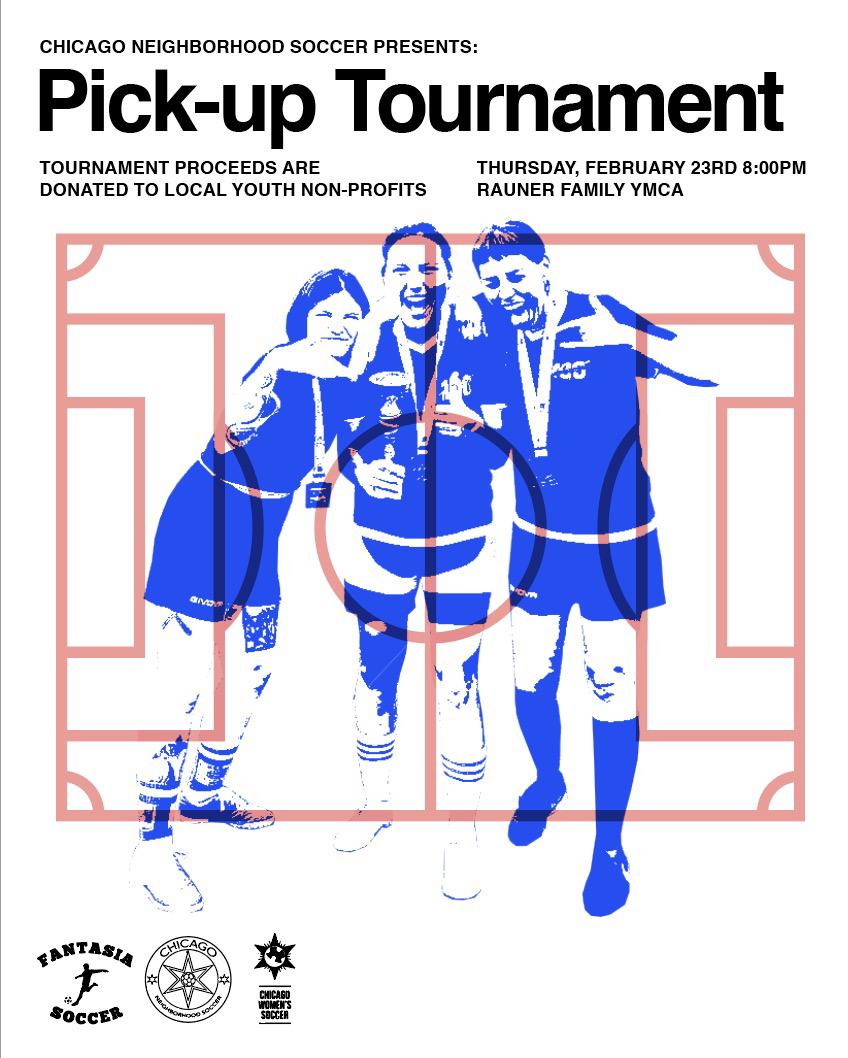 CHICAGO NEIGHBORHOOD SOCCER PRESENTS:
Pick-up Tournament
TOURNAMENT PROCEEDS ARE
DONATED TO LOCAL YOUTH NON-PROFITS
THURSDAY, FEBRUARY 23RD 8:00PM
RAUNER FAMILY YMCA
GIVOVA
FANTASIA
SOCCER
CHICAGO
NEIGHBORHOOD SOCCER
CHICAGO
WOMEN'S
SOCCER